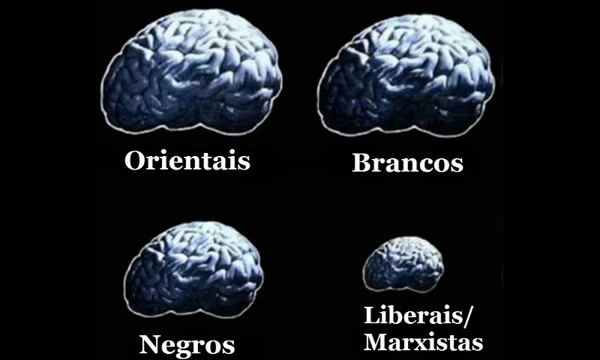 Orientais
Brancos
Negros
Liberais/
Marxistas